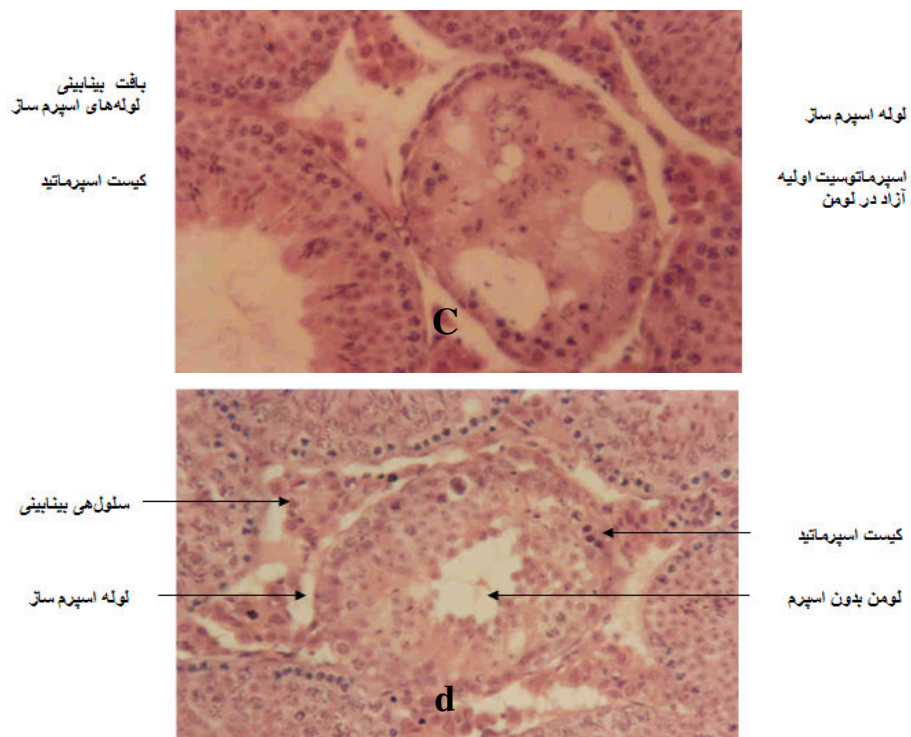 بافت بینابینی
لوله‌های اسپرم ساز
لوله اسپرم ساز
کیست اسپرماتید
اسپرماتوسیت اولیه
آزاد در لومن
C
سلول‌هی بینابینی
کیست اسپرماتید
لوله اسپرم ساز
لومن بدون اسپرم
d